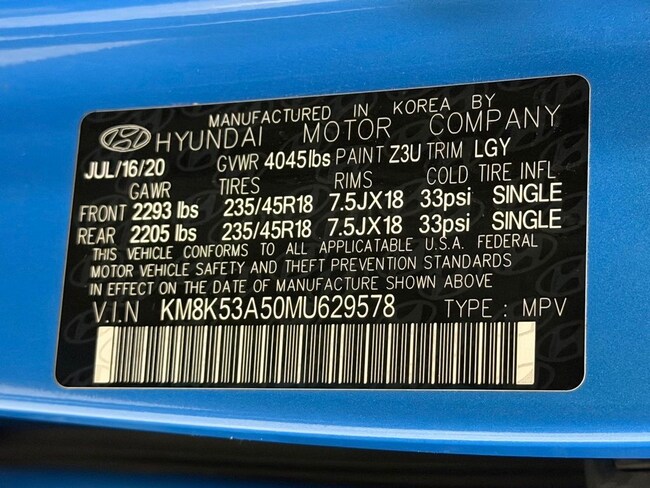 MANUFACTURED IN KOREA BY
HYUNDAI MOTOR COMPANY
JUL/16/20 GVWR 4045lbs PAINT Z3U TRIM LGY
GAWR TIRES RIMS COLD TIRE INFL
FRONT 2293 lbs 235/45R18 7.5JX18 33psi SINGLE
REAR 2205 lbs 235/45R18 7.5JX18 33psi SINGLE
THIS VEHICLE CONFORMS TO ALL APPLICATABLE U.S.A. FEDERAL
MOTOR VEHICLE SAFETY AND THEFT PREVENTION STANDARDS
IN EFFECT ON THE DATE OF MANUFACTURE SHOWN ABOVE
V.I.N KM8K53A50MU629578 TYPE : MPV